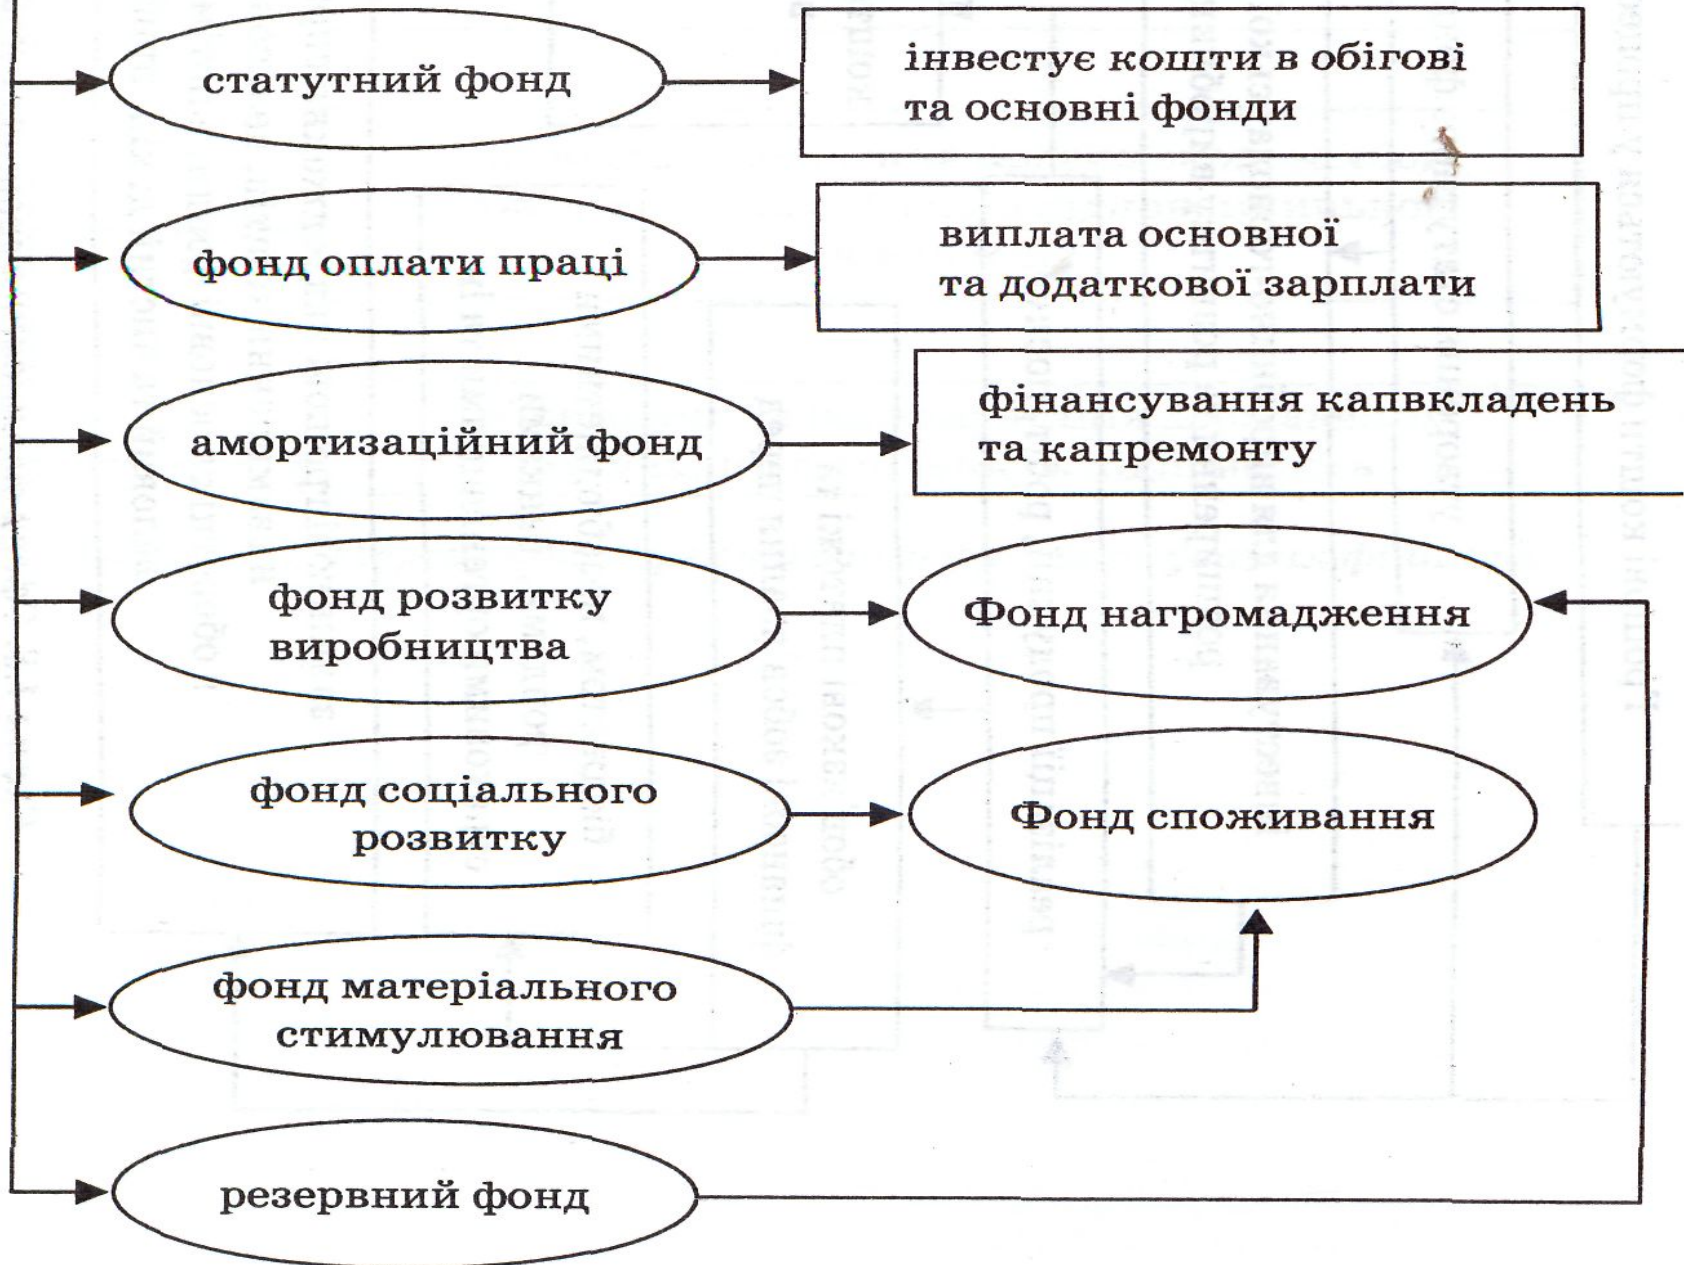 статутний фонд
інвестує кошти в обігові
та основні фонди
фонд оплати праці
виплата основної
та додаткової зарплати
амортизаційний фонд
фінансування капвкладень
та капремонту
фонд розвитку
виробництва
Фонд нагромадження
фонд соціального
розвитку
Фонд споживання
фонд матеріального
стимулювання
резервний фонд